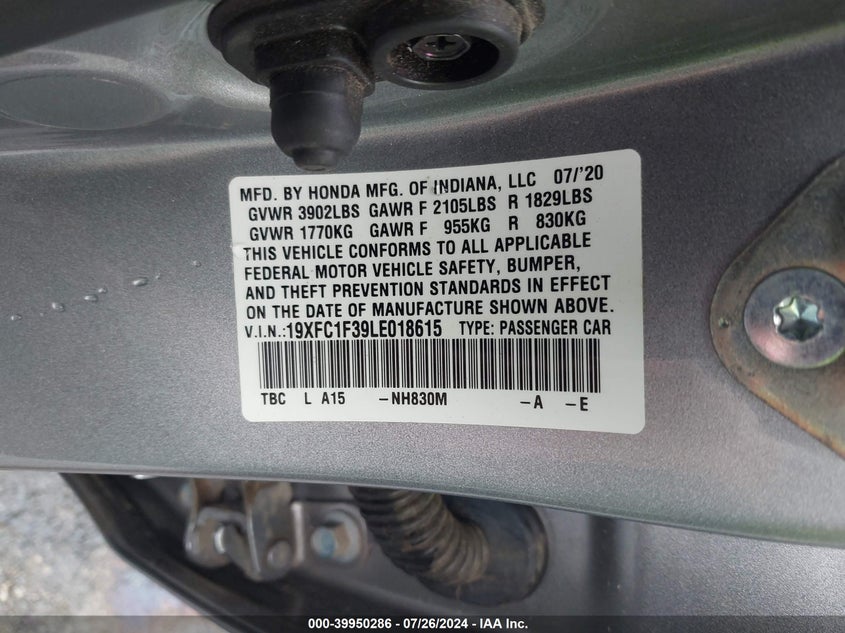 MFD. BY HONDA MFG. OF INDIANA, LLC 07/'20
GVWR 3902LBS GAWR F 2105LBS R 1829LBS
GVWR 1770KG GAWR F 955KG R 830KG
THIS VEHICLE CONFORMS TO ALL APPLICABLE
FEDERAL MOTOR VEHICLE SAFETY, BUMPER,
AND THEFT PREVENTION STANDARDS IN EFFECT
ON THE DATE OF MANUFACTURE SHOWN ABOVE.
V.I.N.:19XFC1F39LE018615 TYPE: PASSENGER CAR
TBC L A15 -NH830M -A -E
000-39950286 - 07/26/2024 - IAA Inc.